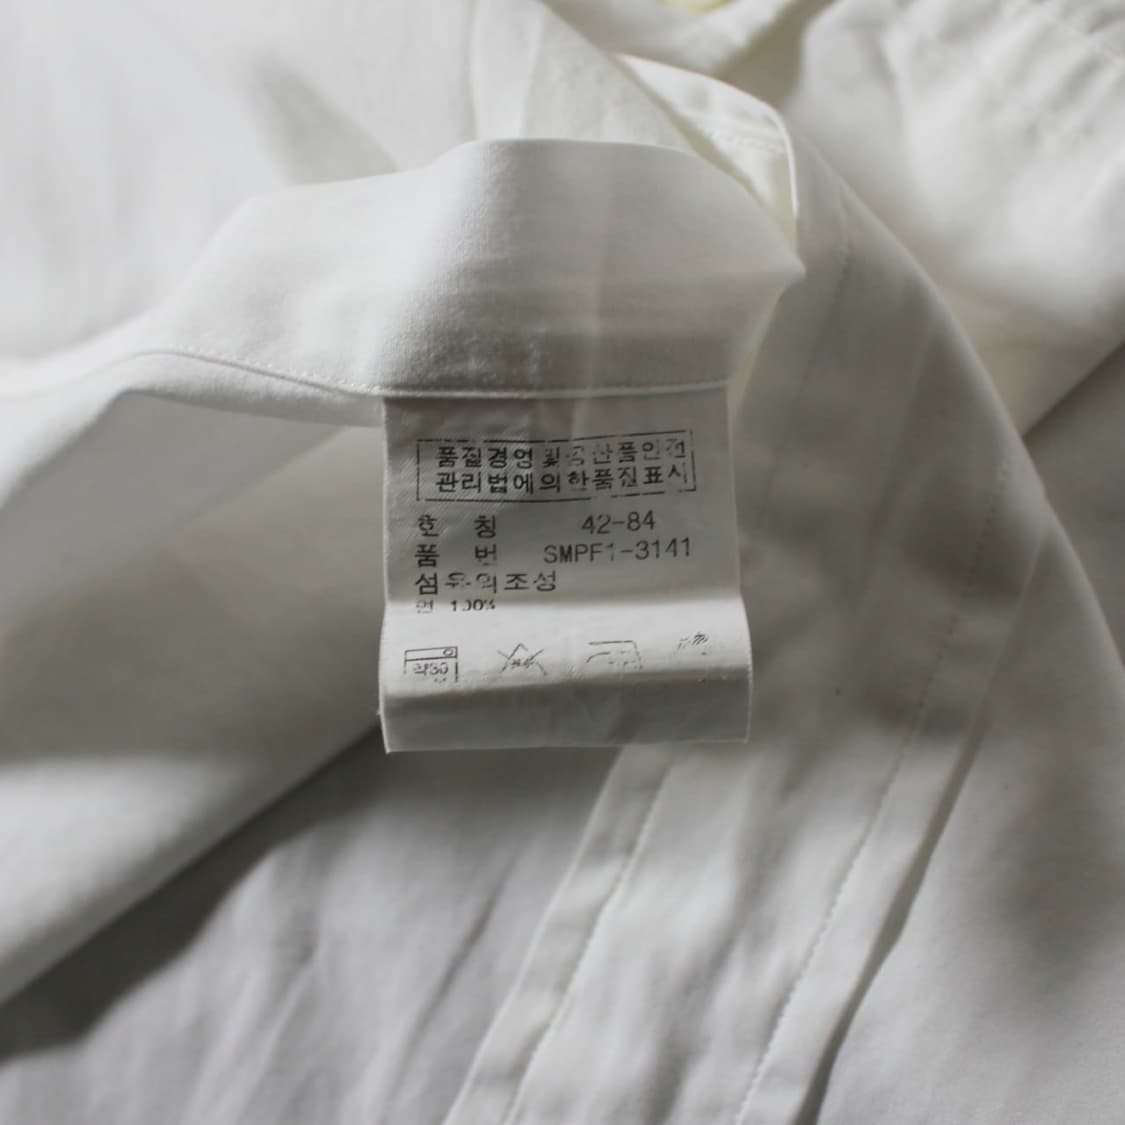 품질경영및공산품안전
관리법에의한품질표시
호 칭 42-84
품 번 SMPF1-3141
섬유의조성
면 100%
약30